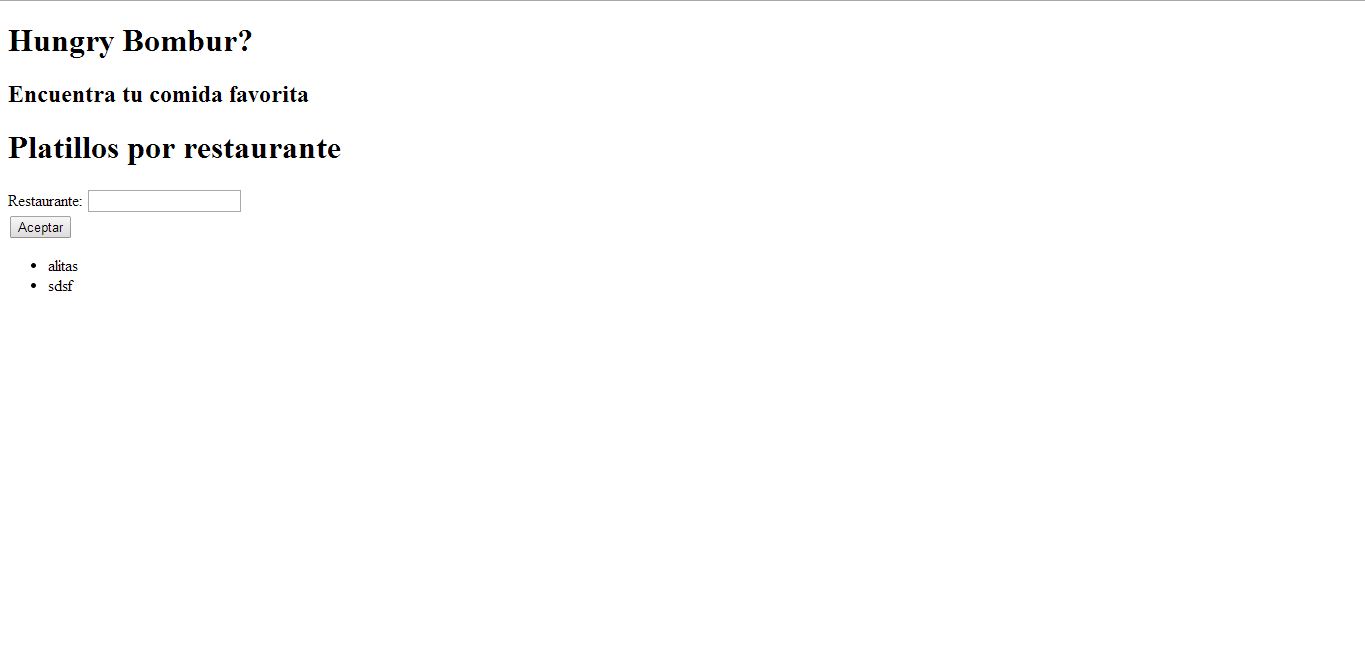 Hungry Bombur?
Encuentra tu comida favorita
Platillos por restaurante
Restaurante:
Aceptar
alitas
sdsf